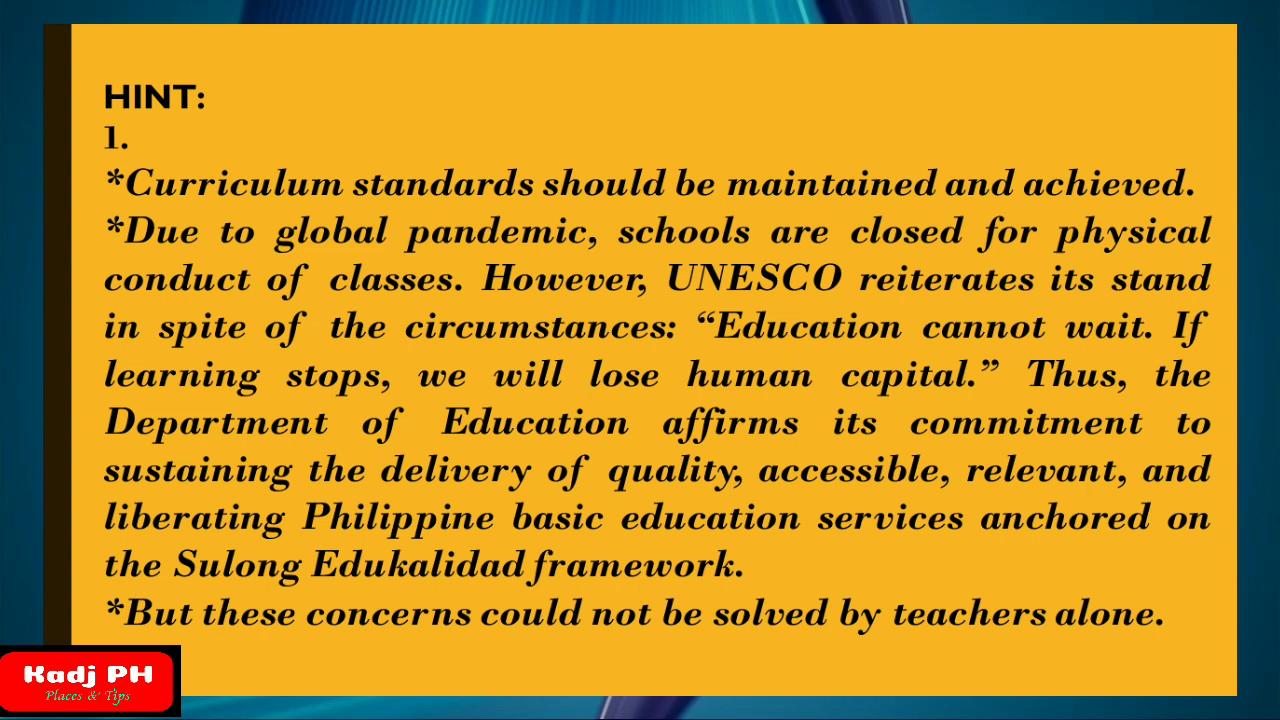 HINT:
1.
*Curriculum standards should be maintained and achieved.
*Due to global pandemic, schools are closed for physical
conduct of classes. However, UNESCO reiterates its stand
in spite of the circumstances: “Education cannot wait. If
learning stops, we will lose human capital.” Thus, the
Department of Education affirms its commitment to
sustaining the delivery of quality, accessible, relevant, and
liberating Philippine basic education services anchored on
the Sulong Edukalidad framework.
*But these concerns could not be solved by teachers alone.
Kadj PH
Places & Tips